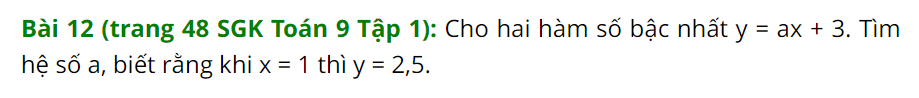 Bài 12 (trang 48 SGK Toán 9 Tập 1): Cho hai hàm số bậc nhất y = ax + 3. Tìm
hệ số a, biết rằng khi x = 1 thì y = 2,5.